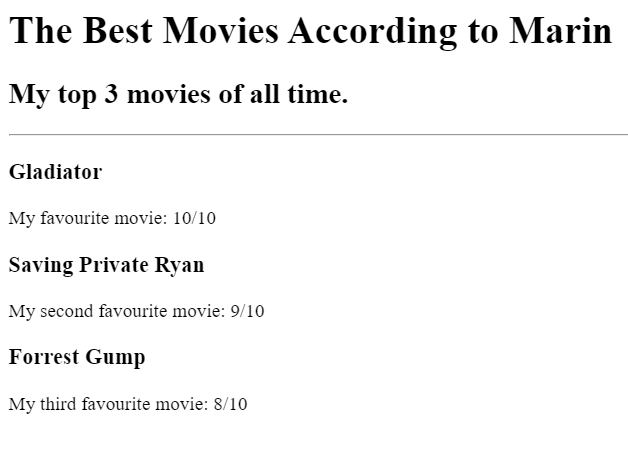 The Best Movies According to Marin
My top 3 movies of all time.
Gladiator
My favourite movie: 10/10
Saving Private Ryan
My second favourite movie: 9/10
Forrest Gump
My third favourite movie: 8/10